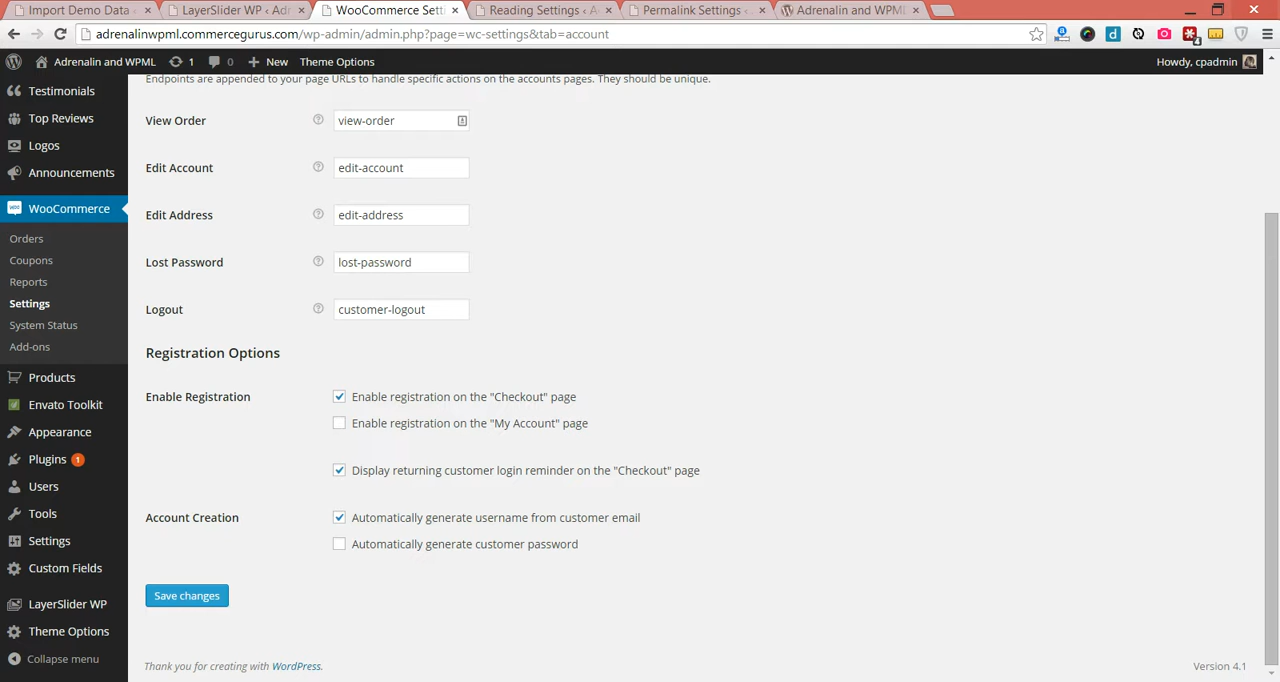 Import Demo Data ‹ ×
LayerSlider WP ‹ Adr ×
WooCommerce Setti ×
Reading Settings ‹ A ×
Permalink Settings ‹ ×
Adrenalin and WPML ×
adrenalinwpml.commercegurus.com/wp-admin/admin.php?page=wc-settings&tab=account
Adrenalin and WPML 1 0 New Theme Options Howdy, cpadmin
Testimonials
Top Reviews
Logos
Announcements
WooCommerce
Orders
Coupons
Reports
Settings
System Status
Add-ons
Products
Envato Toolkit
Appearance
Plugins 1
Users
Tools
Settings
Custom Fields
LayerSlider WP
Theme Options
Collapse menu
Endpoints are appended to your page URLs to handle specific actions on the accounts pages. They should be unique.
View Order view-order
Edit Account edit-account
Edit Address edit-address
Lost Password lost-password
Logout customer-logout
Registration Options
Enable Registration Enable registration on the "Checkout" page
Enable registration on the "My Account" page
Display returning customer login reminder on the "Checkout" page
Account Creation Automatically generate username from customer email
Automatically generate customer password
Save changes
Thank you for creating with WordPress. Version 4.1